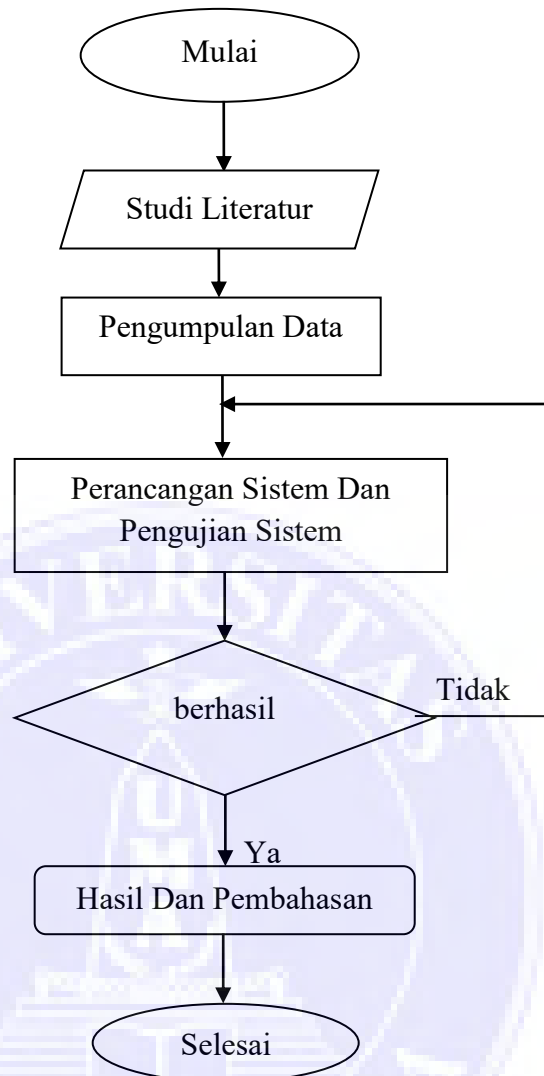 Mulai
Studi Literatur
Pengumpulan Data
Perancangan Sistem Dan
Pengujian Sistem
berhasil
Tidak
Ya
Hasil Dan Pembahasan
Selesai